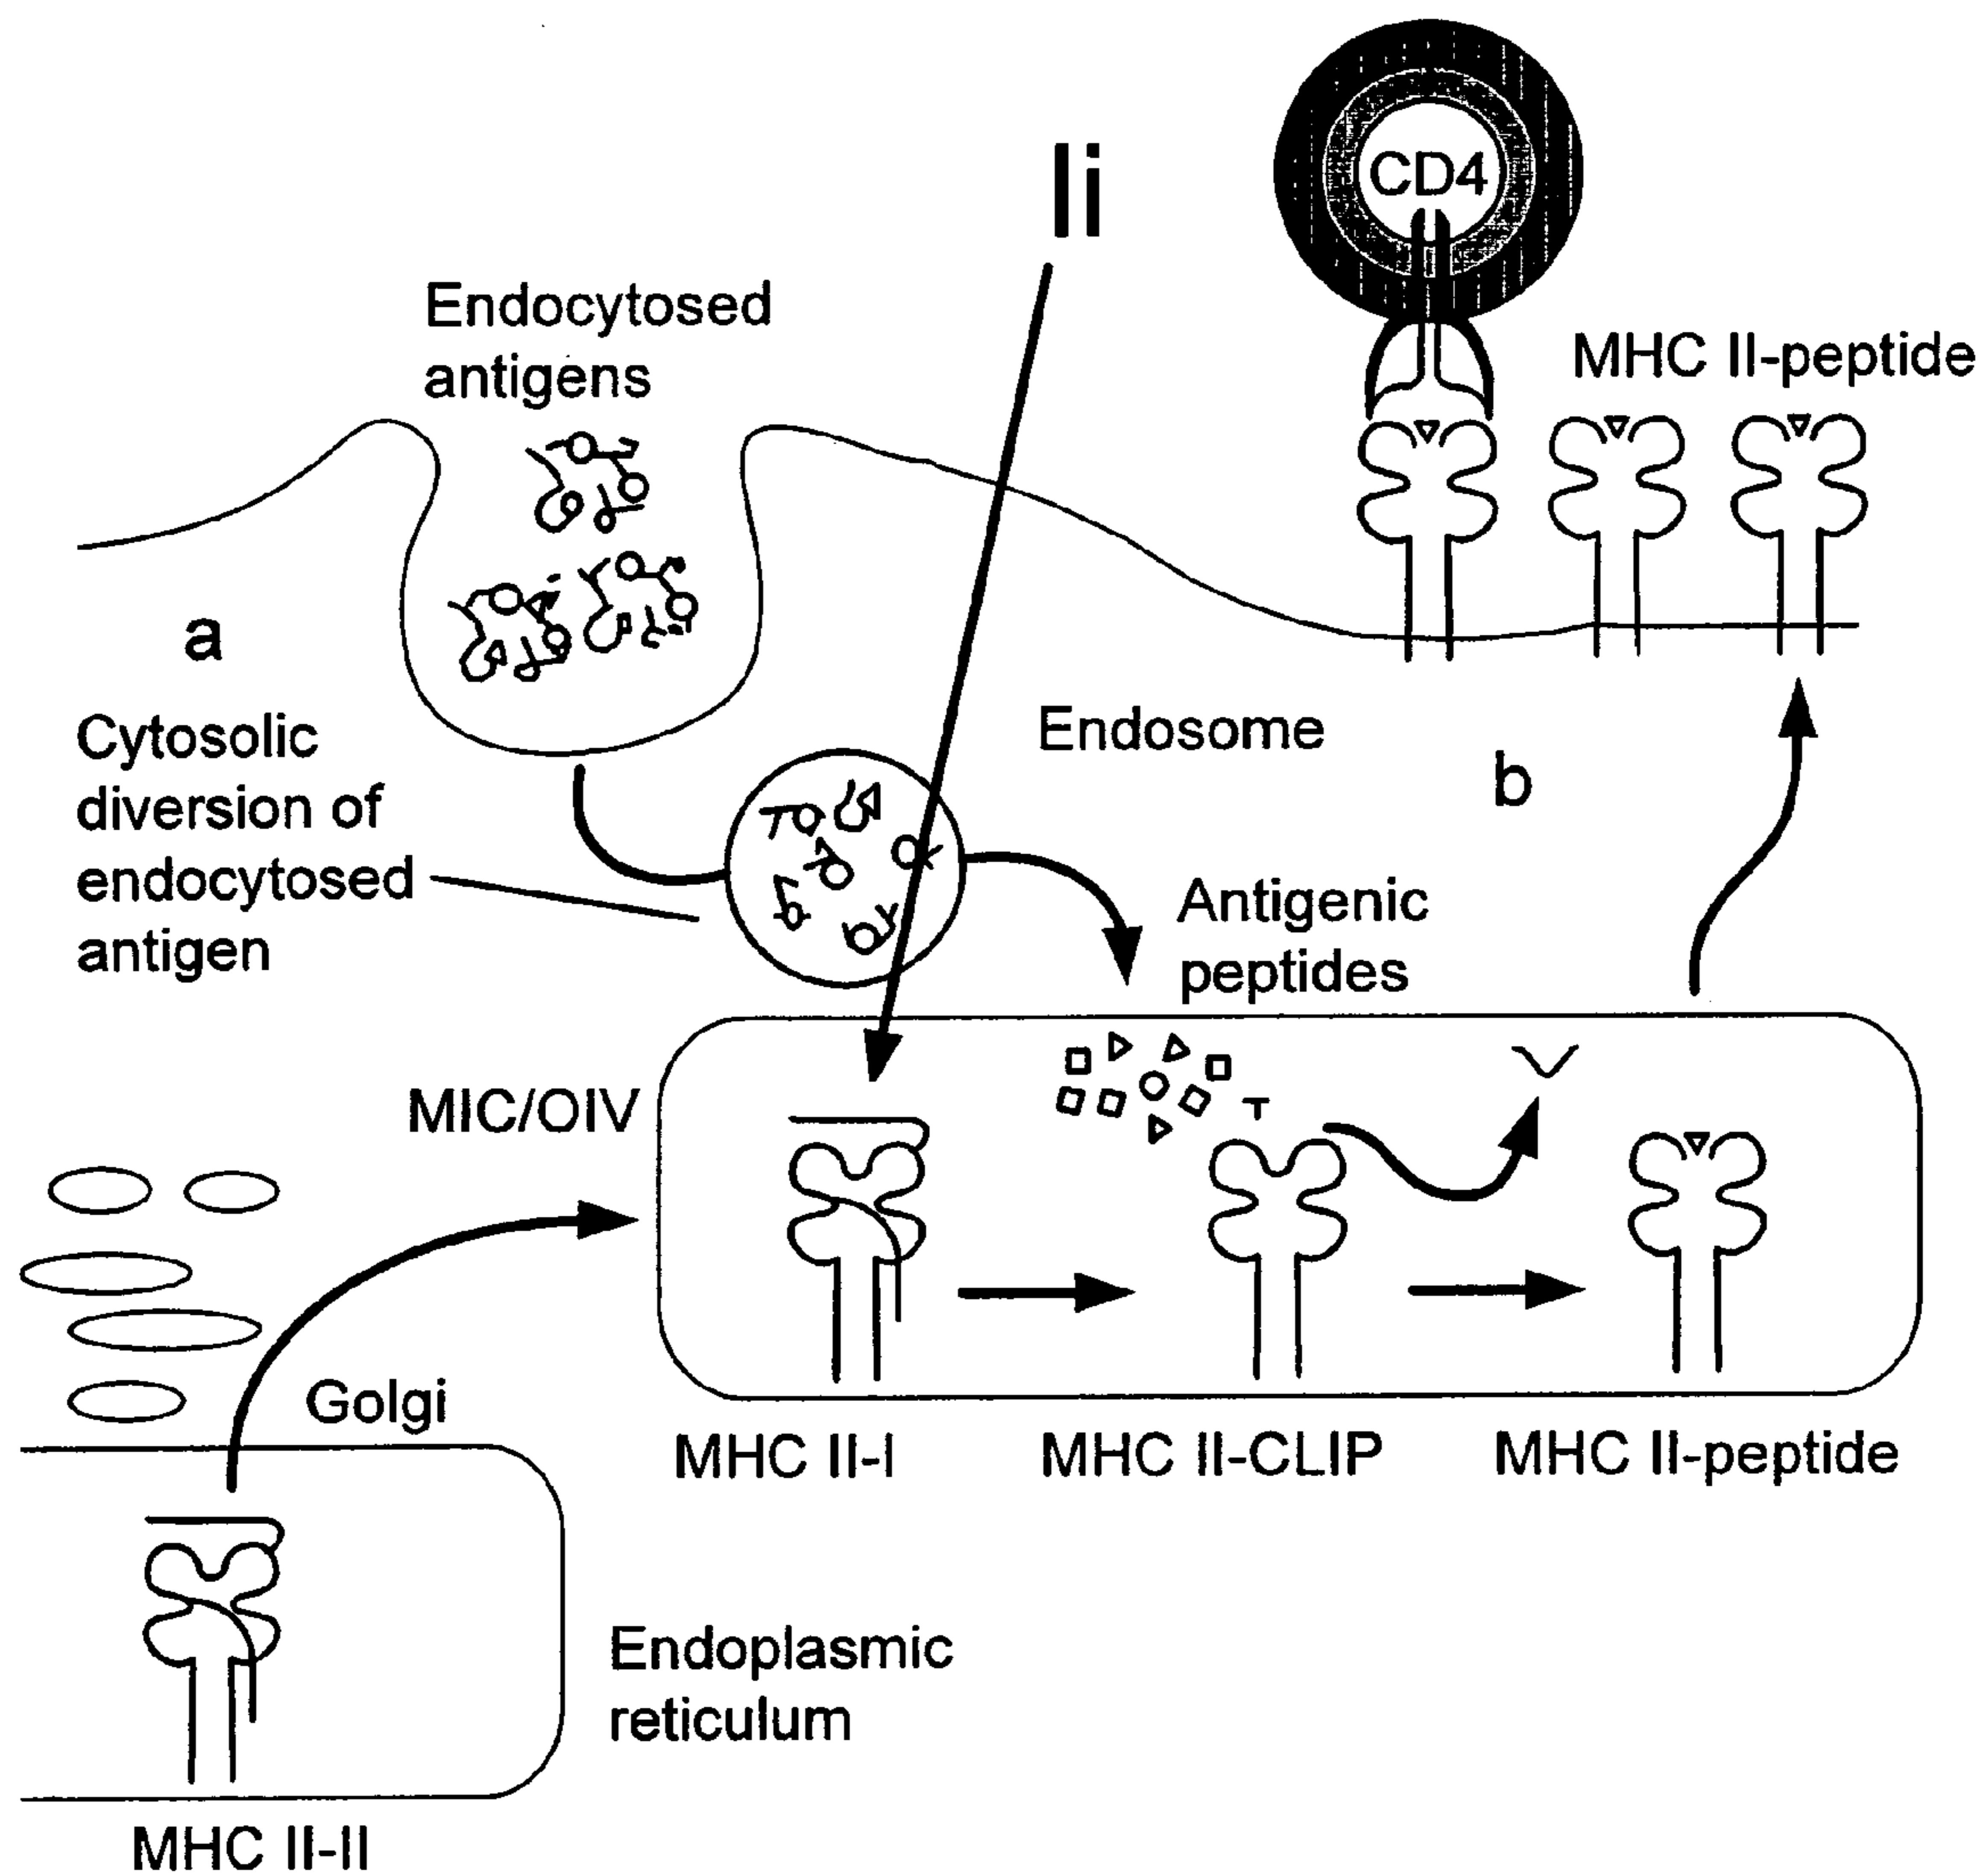 Ii
CD4
Endocytosed
antigens
MHC II-peptide
a
Cytosolic
diversion of
endocytosed
antigen
Endosome
b
Antigenic
peptides
MIC/OIV
Golgi
MHC II-I
MHC II-CLIP
MHC II-peptide
Endoplasmic
reticulum
MHC II-II